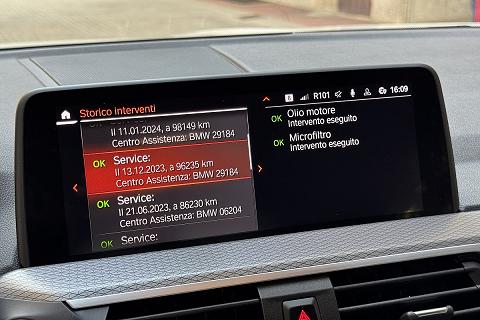 R101 16:09
Storico interventi
Il 11.01.2024, a 98149 km
Centro Assistenza: BMW 29184
OK Service:
Il 13.12.2023, a 96235 km
Centro Assistenza: BMW 29184
OK Service:
Il 21.06.2023, a 86230 km
Centro Assistenza: BMW 06204
OK Service:
OK Olio motore
Intervento eseguito
OK Microfiltro
Intervento eseguito